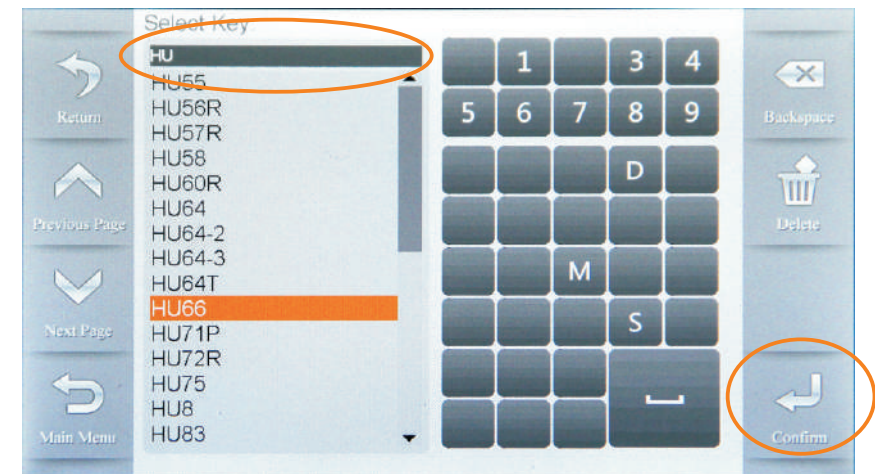 Select Key
HU
HU55
HU56R
HU57R
HU58
HU60R
HU64
HU64-2
HU64-3
HU64T
HU66
HU71P
HU72R
HU75
HU8
HU83
1 3 4
5 6 7 8 9
D
M
S
Return
Previous Page
Next Page
Main Menu
Backspace
Delete
Confirm